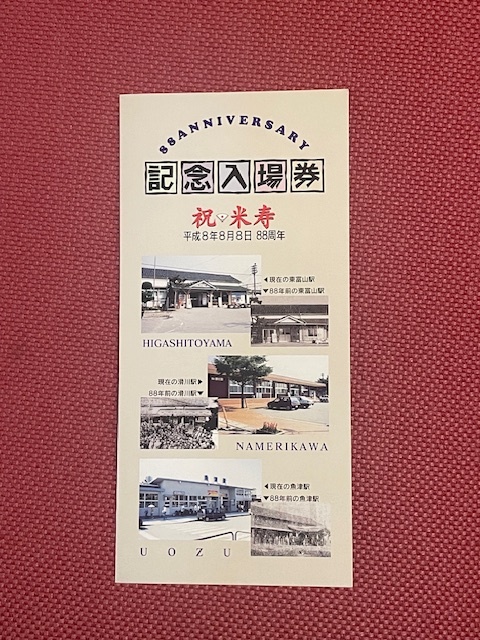 88 ANNIVERSARY
記念入場券
祝 米寿
平成8年8月8日 88周年
◀現在の東富山駅
▼88年前の東富山駅
HIGASHITOYAMA
現在の滑川駅▶
88年前の滑川駅▼
NAMERIKAWA
◀現在の魚津駅
▼88年前の魚津駅
UOZU